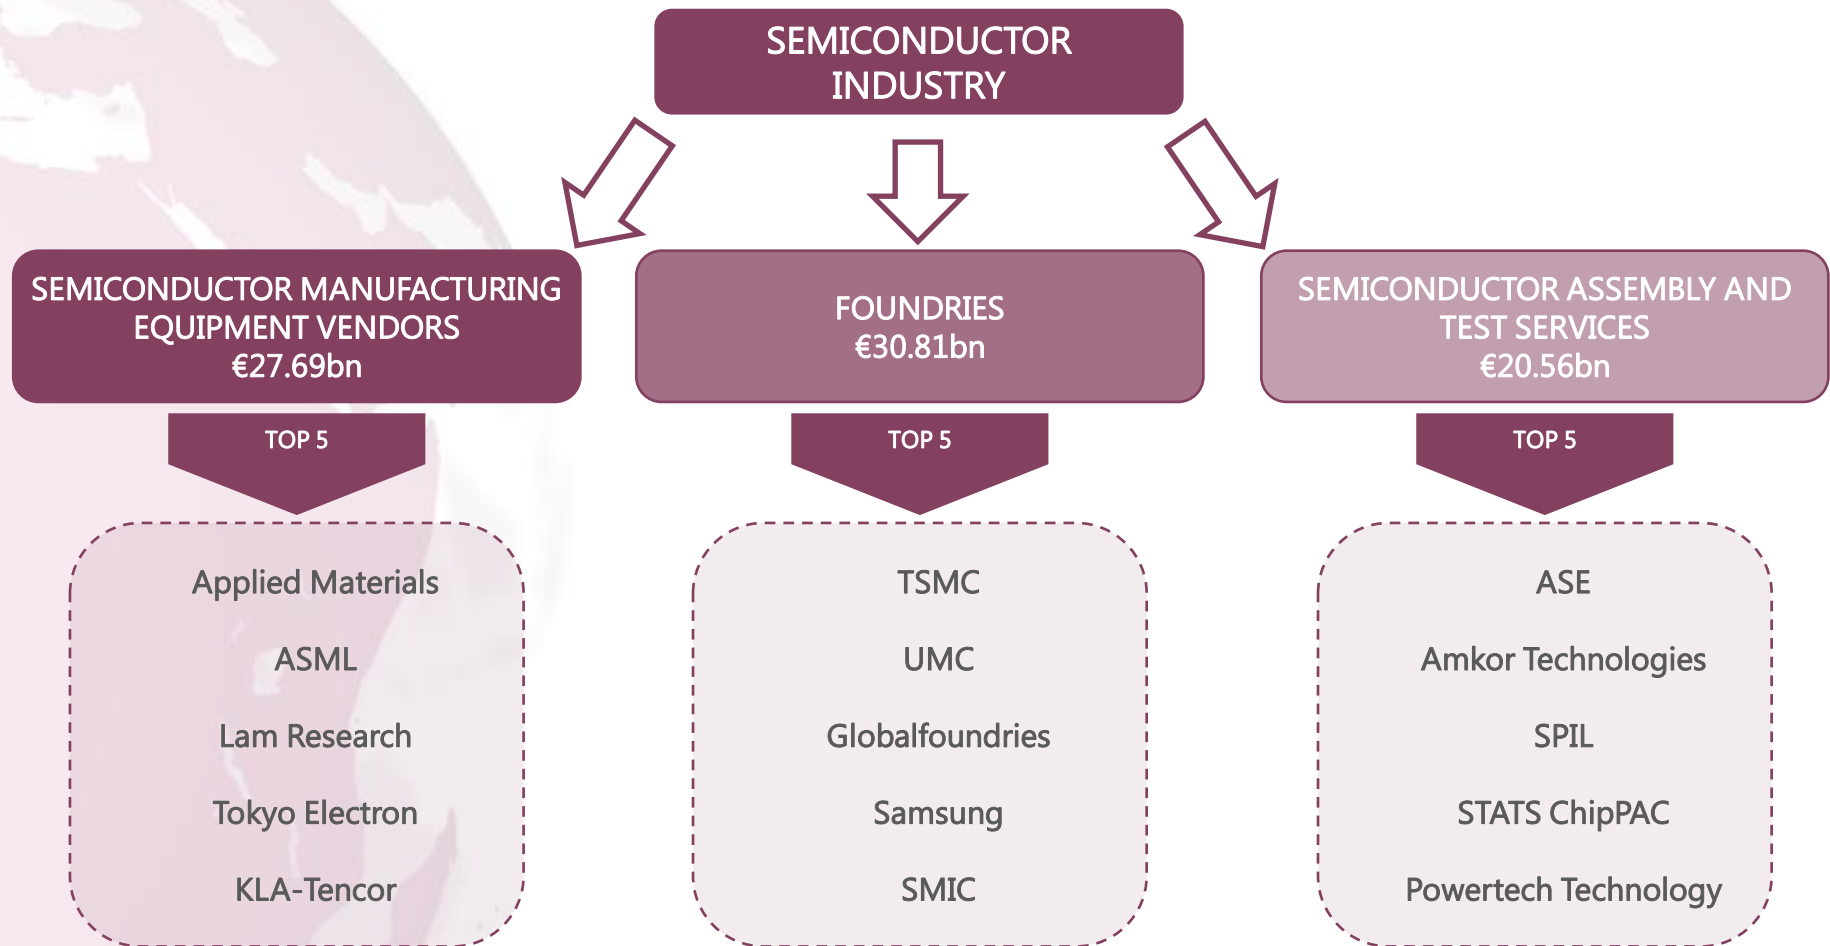 SEMICONDUCTOR
INDUSTRY
SEMICONDUCTOR MANUFACTURING
EQUIPMENT VENDORS
€27.69bn
FOUNDRIES
€30.81bn
SEMICONDUCTOR ASSEMBLY AND
TEST SERVICES
€20.56bn
TOP 5
TOP 5
TOP 5
Applied Materials
ASML
Lam Research
Tokyo Electron
KLA-Tencor
TSMC
UMC
Globalfoundries
Samsung
SMIC
ASE
Amkor Technologies
SPIL
STATS ChipPAC
Powertech Technology